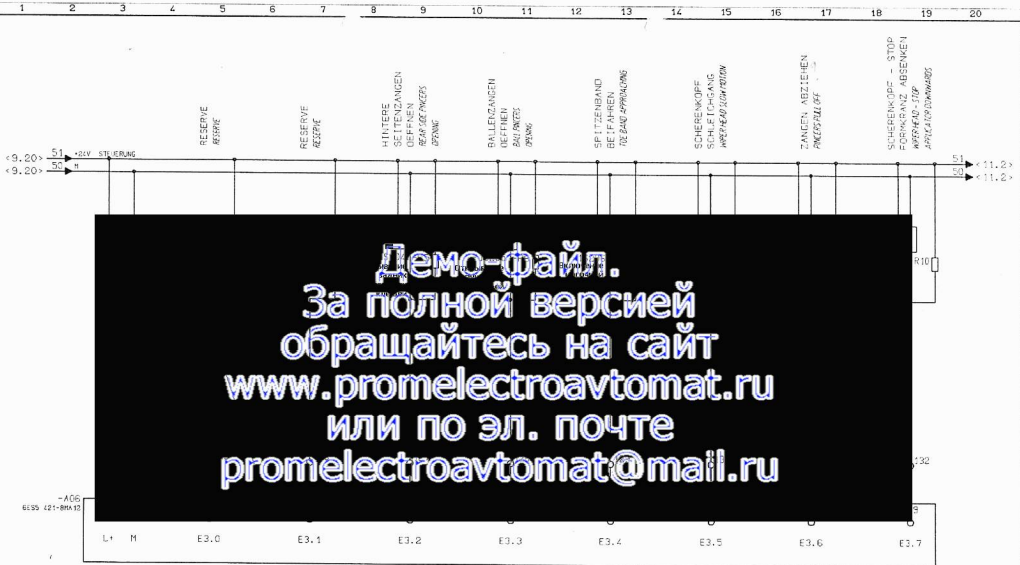 1 2 3 4 5 6 7 8 9 10 11 12 13 14 15 16 17 18 19 20
RESERVE
RESERVE
RESERVE
RESERVE
HINTERE
SEITENZANGEN
OEFFNEN
REAR SIDE PINCERS
OPENING
BALLENZANGEN
OEFFNEN
BALL PINCERS
OPENING
SPITZENBAND
BEIFAHREN
TOE BAND APPROACHING
SCHERENKOPF
SCHLEICHGANG
WIPER HEAD SLOW MOTION
ZANGEN ABZIEHEN
PINCERS PULL OFF
SCHERENKOPF - STOP
FORMKRANZ ABSENKEN
WIPER HEAD - STOP
APPLICATOR DOWNWARDS
<9.20> 51 +24V STEUERUNG 51 <11.2>
<9.20> 50 M 50 <11.2>
R10
Демо-файл.
За полной версией
обращайтесь на сайт
www.promelectroavtomat.ru
или по эл. почте
promelectroavtomat@mail.ru
-A06
6ES5 421-8MA12
L+ M E3.0 E3.1 E3.2 E3.3 E3.4 E3.5 E3.6 E3.7